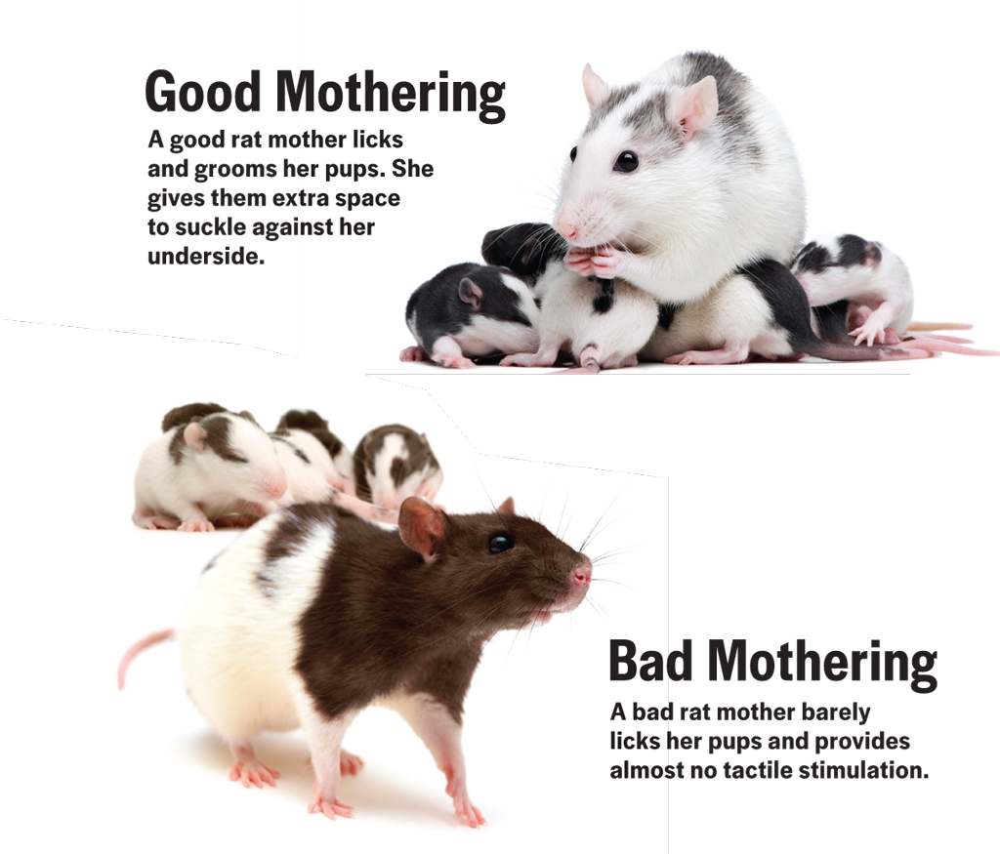 Good Mothering
A good rat mother licks
and grooms her pups. She
gives them extra space
to suckle against her
underside.
Bad Mothering
A bad rat mother barely
licks her pups and provides
almost no tactile stimulation.